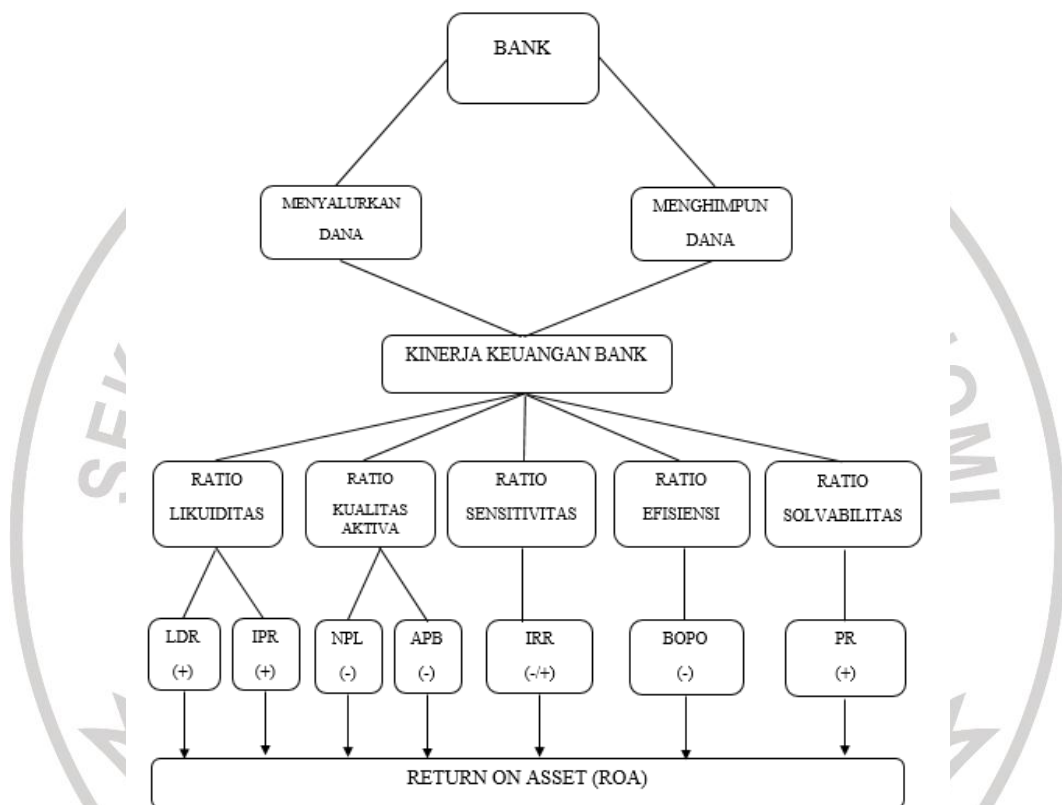 BANK
MENYALURKAN
DANA
MENGHIMPUN
DANA
KINERJA KEUANGAN BANK
RATIO
LIKUIDITAS
RATIO
KUALITAS
AKTIVA
RATIO
SENSITIVITAS
RATIO
EFISIENSI
RATIO
SOLVABILITAS
LDR
(+)
IPR
(+)
NPL
(-)
APB
(-)
IRR
(-/+)
BOPO
(-)
PR
(+)
RETURN ON ASSET (ROA)